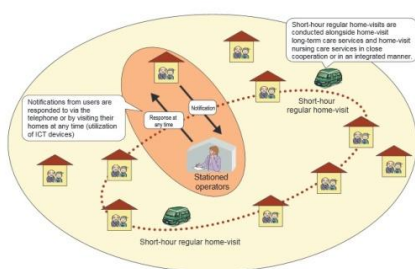 Short-hour regular home-visits are
conducted alongside home-visit
long-term care services and home-visit
nursing care services in close
cooperation or in an integrated manner.
Short-hour
regular home-visit
Notifications from users are
responded to via the
telephone or by visiting their
homes at any time (utilization
of ICT devices)
Notification
Response at
any time
Stationed
operators
Short-hour regular home-visit